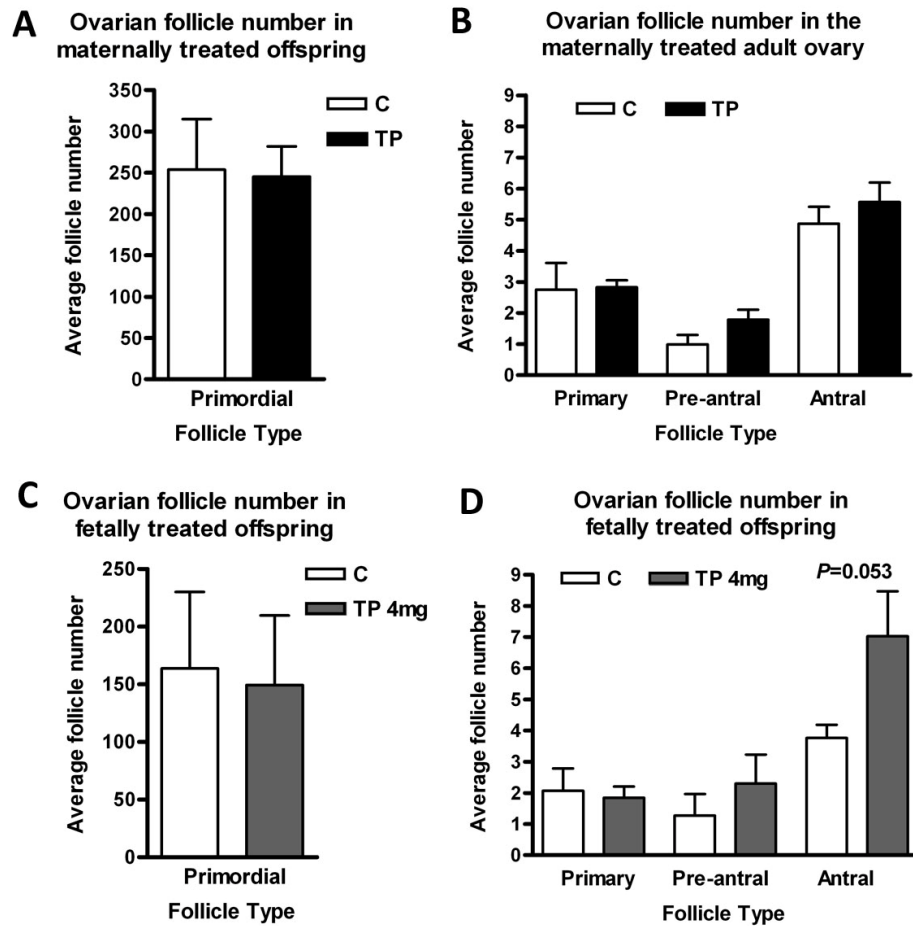 A
Ovarian follicle number in
maternally treated offspring
Average follicle number
350
300
250
200
150
100
50
0
C
TP
Primordial
Follicle Type
B
Ovarian follicle number in the
maternally treated adult ovary
Average follicle number
9
8
7
6
5
4
3
2
1
0
C TP
Primary Pre-antral Antral
Follicle Type
C
Ovarian follicle number in
fetally treated offspring
Average follicle number
250
200
150
100
50
0
C
TP 4mg
Primordial
Follicle Type
D
Ovarian follicle number in
fetally treated offspring
Average follicle number
9
8
7
6
5
4
3
2
1
0
C TP 4mg
P=0.053
Primary Pre-antral Antral
Follicle Type